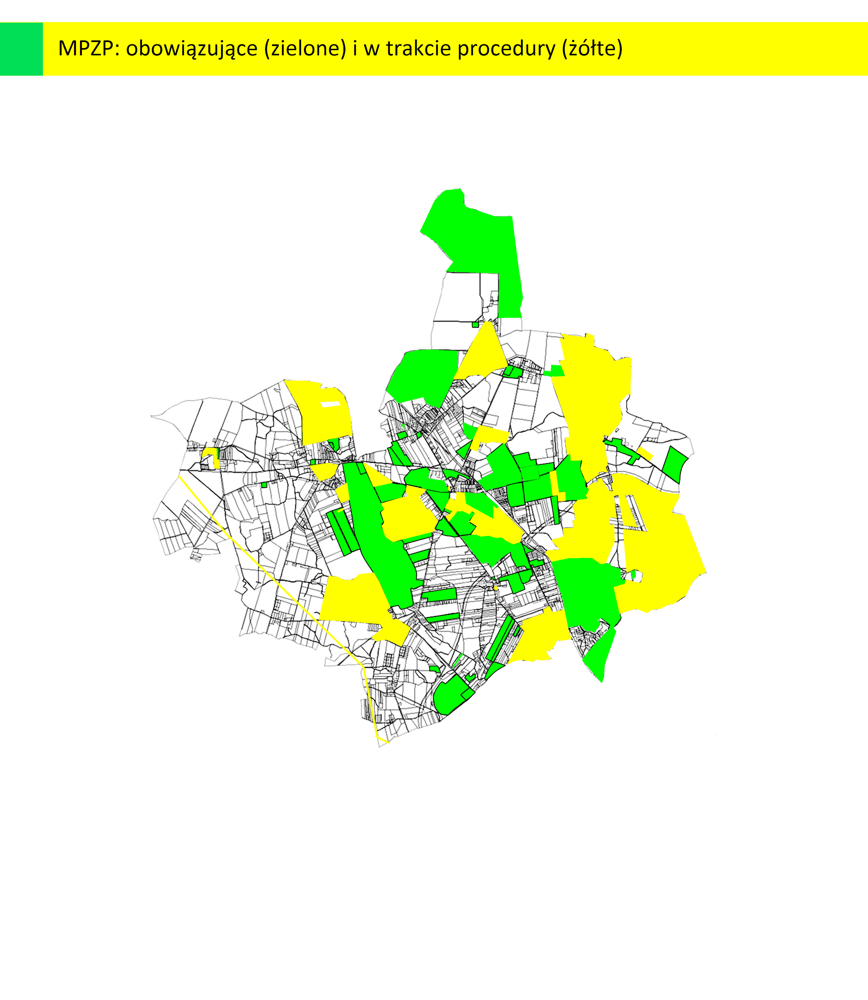 MPZP: obowiązujące (zielone) i w trakcie procedury (żółte)